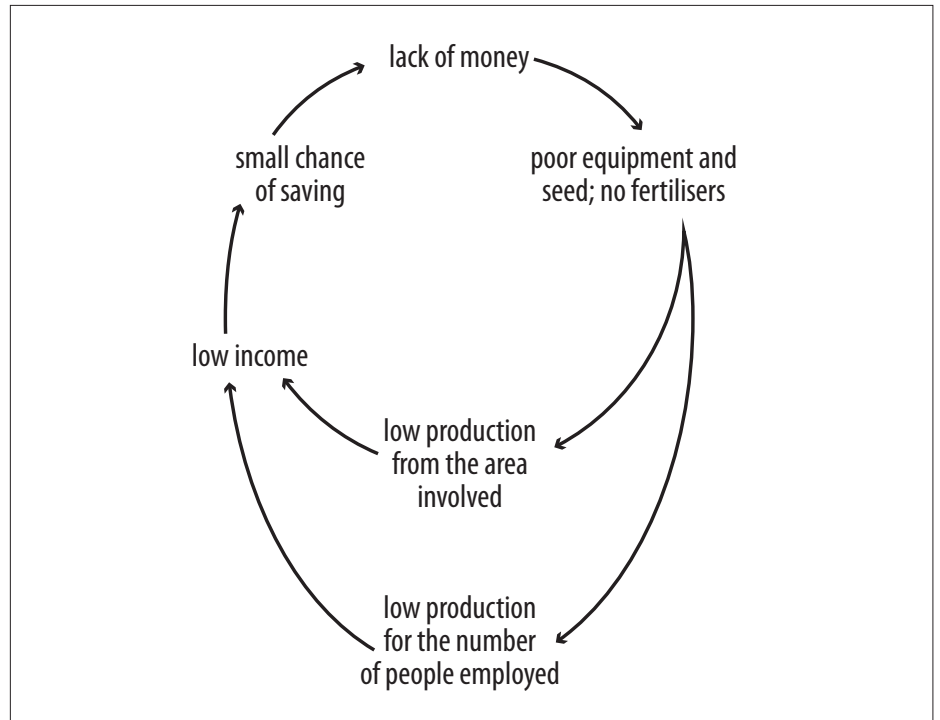 lack of money
poor equipment and
seed; no fertilisers
low production
from the area
involved
low production
for the number
of people employed
low income
small chance
of saving